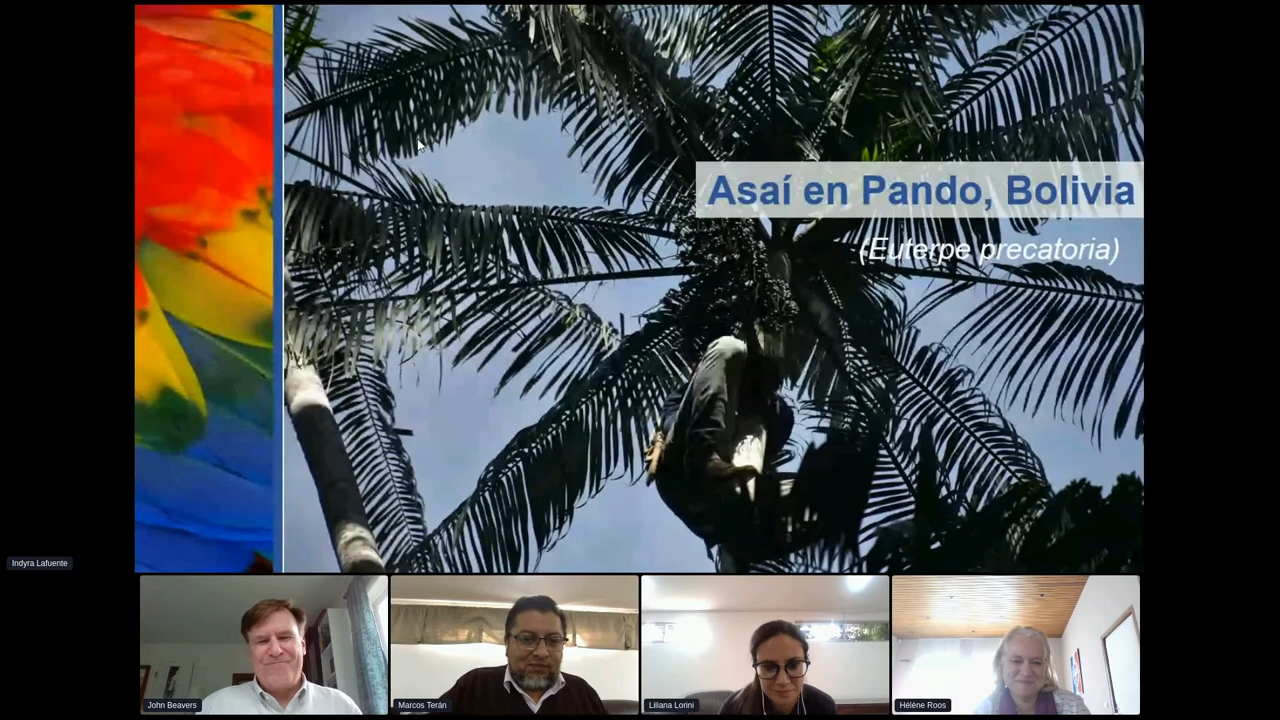 Asaí en Pando, Bolivia
(Euterpe precatoria)
Indyra Lafuente
John Beavers
Marcos Terán
Liliana Lorini
Hélène Roos